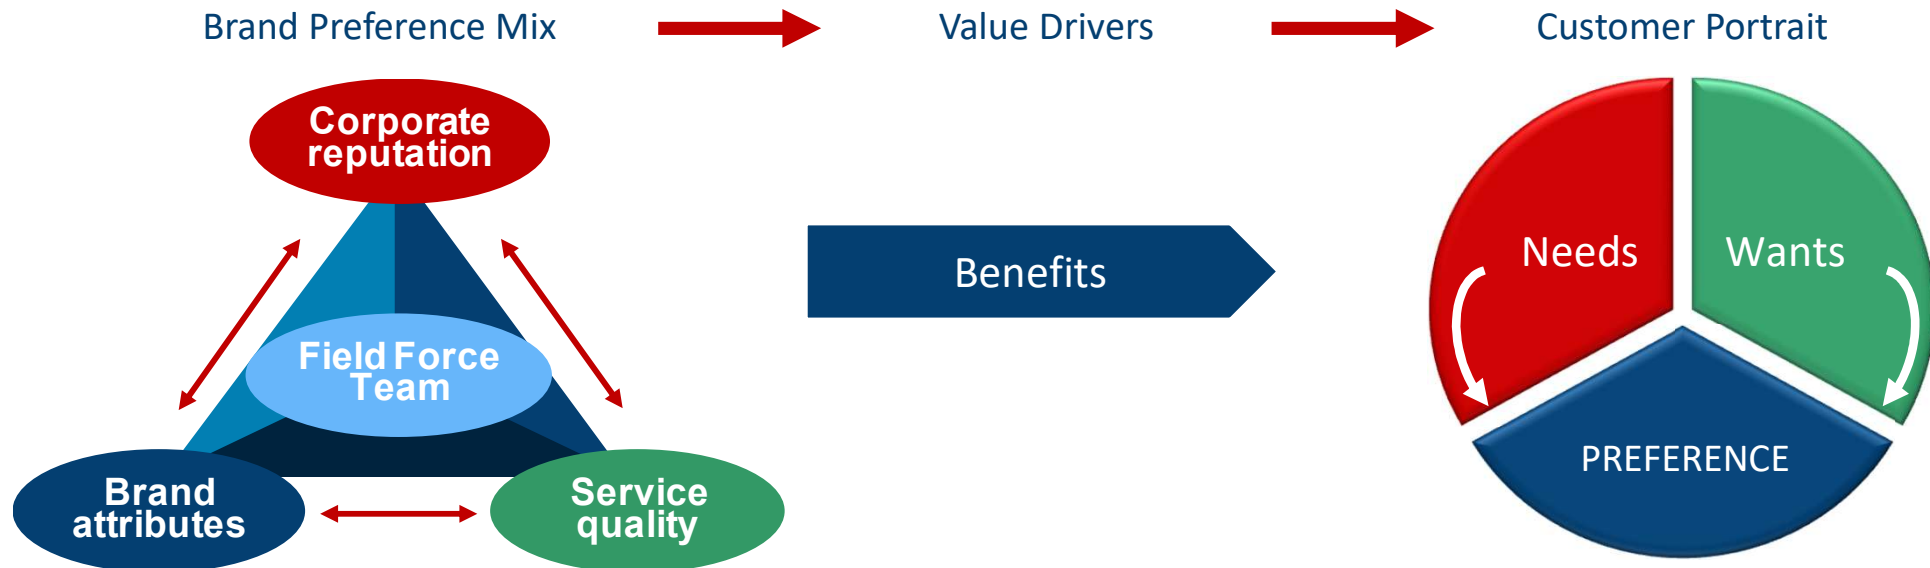 Brand Preference Mix
Value Drivers
Customer Portrait
Corporate
reputation
Field Force
Team
Brand
attributes
Service
quality
Benefits
Needs
Wants
PREFERENCE